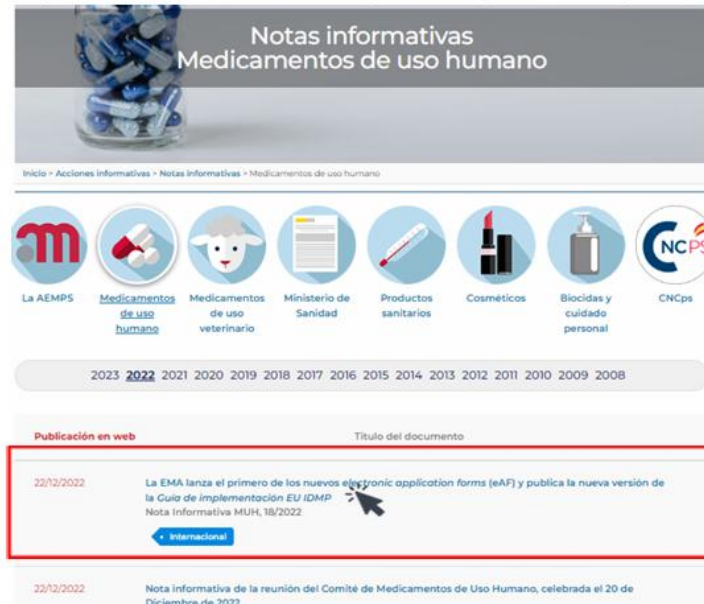 Notas informativas
Medicamentos de uso humano
Inicio > Acciones informativas > Notas informativas > Medicamentos de uso humano
La AEMPS
Medicamentos de uso humano
Medicamentos de uso veterinario
Ministerio de Sanidad
Productos sanitarios
Cosméticos
Biocidas y cuidado personal
CNCps
NCPS
2023 2022 2021 2020 2019 2018 2017 2016 2015 2014 2013 2012 2011 2010 2009 2008
Publicación en web Título del documento
22/12/2022 La EMA lanza el primero de los nuevos electronic application forms (eAF) y publica la nueva versión de
la Guía de implementación EU IDMP
Nota Informativa MUH, 18/2022
Internacional
22/12/2022 Nota informativa de la reunión del Comité de Medicamentos de Uso Humano, celebrada el 20 de
Diciembre de 2022